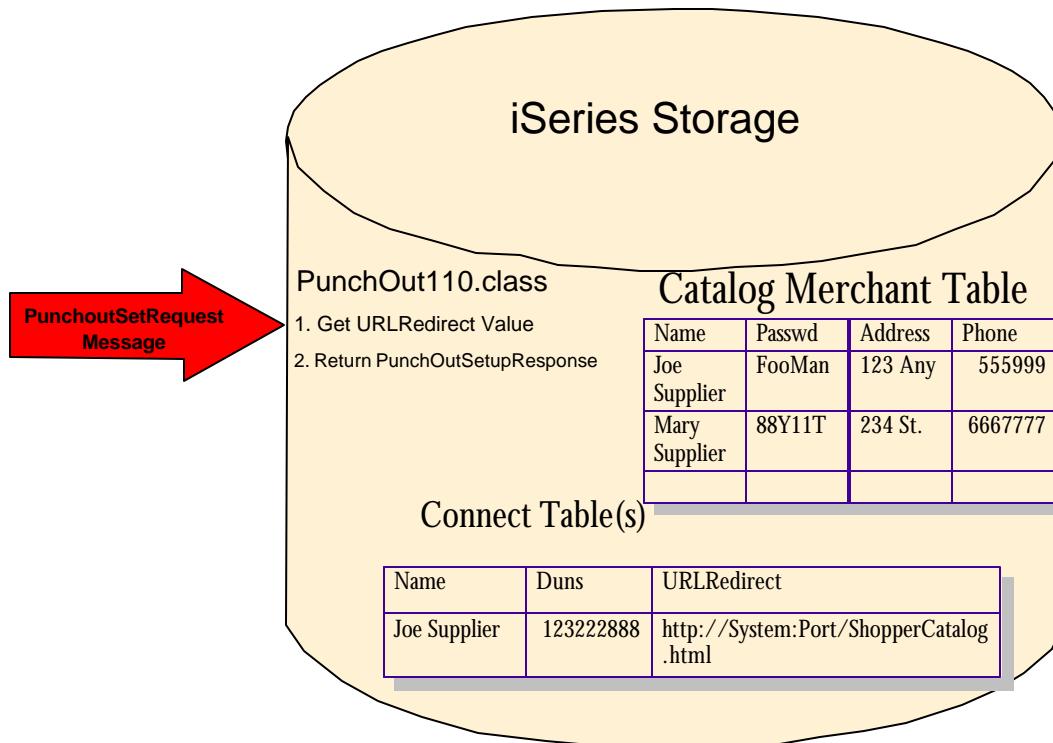 iSeries Storage
PunchoutSetRequest
Message
PunchOut110.class
1. Get URLRedirect Value
2. Return PunchOutSetupResponse
Catalog Merchant Table
Name Passwd Address Phone
Joe FooMan 123 Any 555999
Supplier
Mary 88Y11T 234 St. 6667777
Supplier
Connect Table(s)
Name Duns URLRedirect
Joe Supplier 123222888 http://System:Port/ShopperCatalog
.html